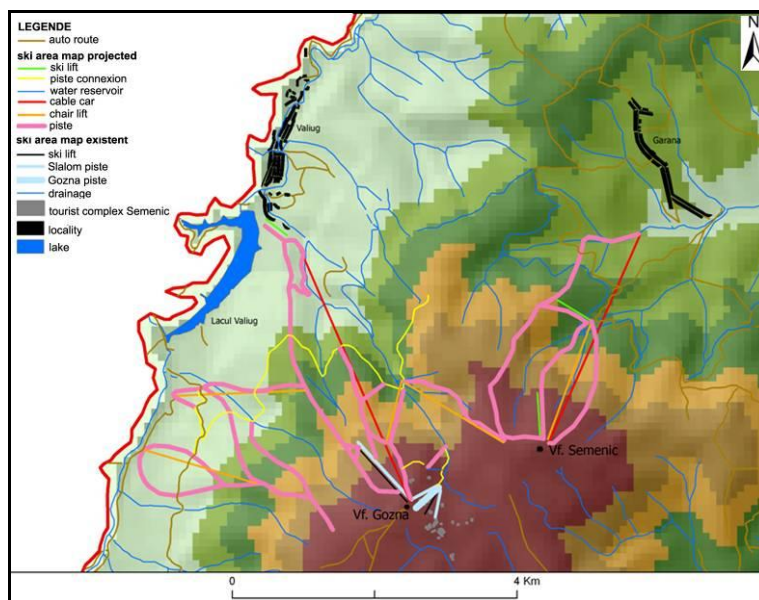 LEGENDE
auto route
ski area map projected
ski lift
piste connexion
water reservoir
cable car
chair lift
piste
ski area map existent
ski lift
Slalom piste
Gozna piste
drainage
tourist complex Semenic
locality
lake
N
Valiug
Garana
Lacul Valiug
Vf. Semenic
Vf. Gozna
0
4 Km